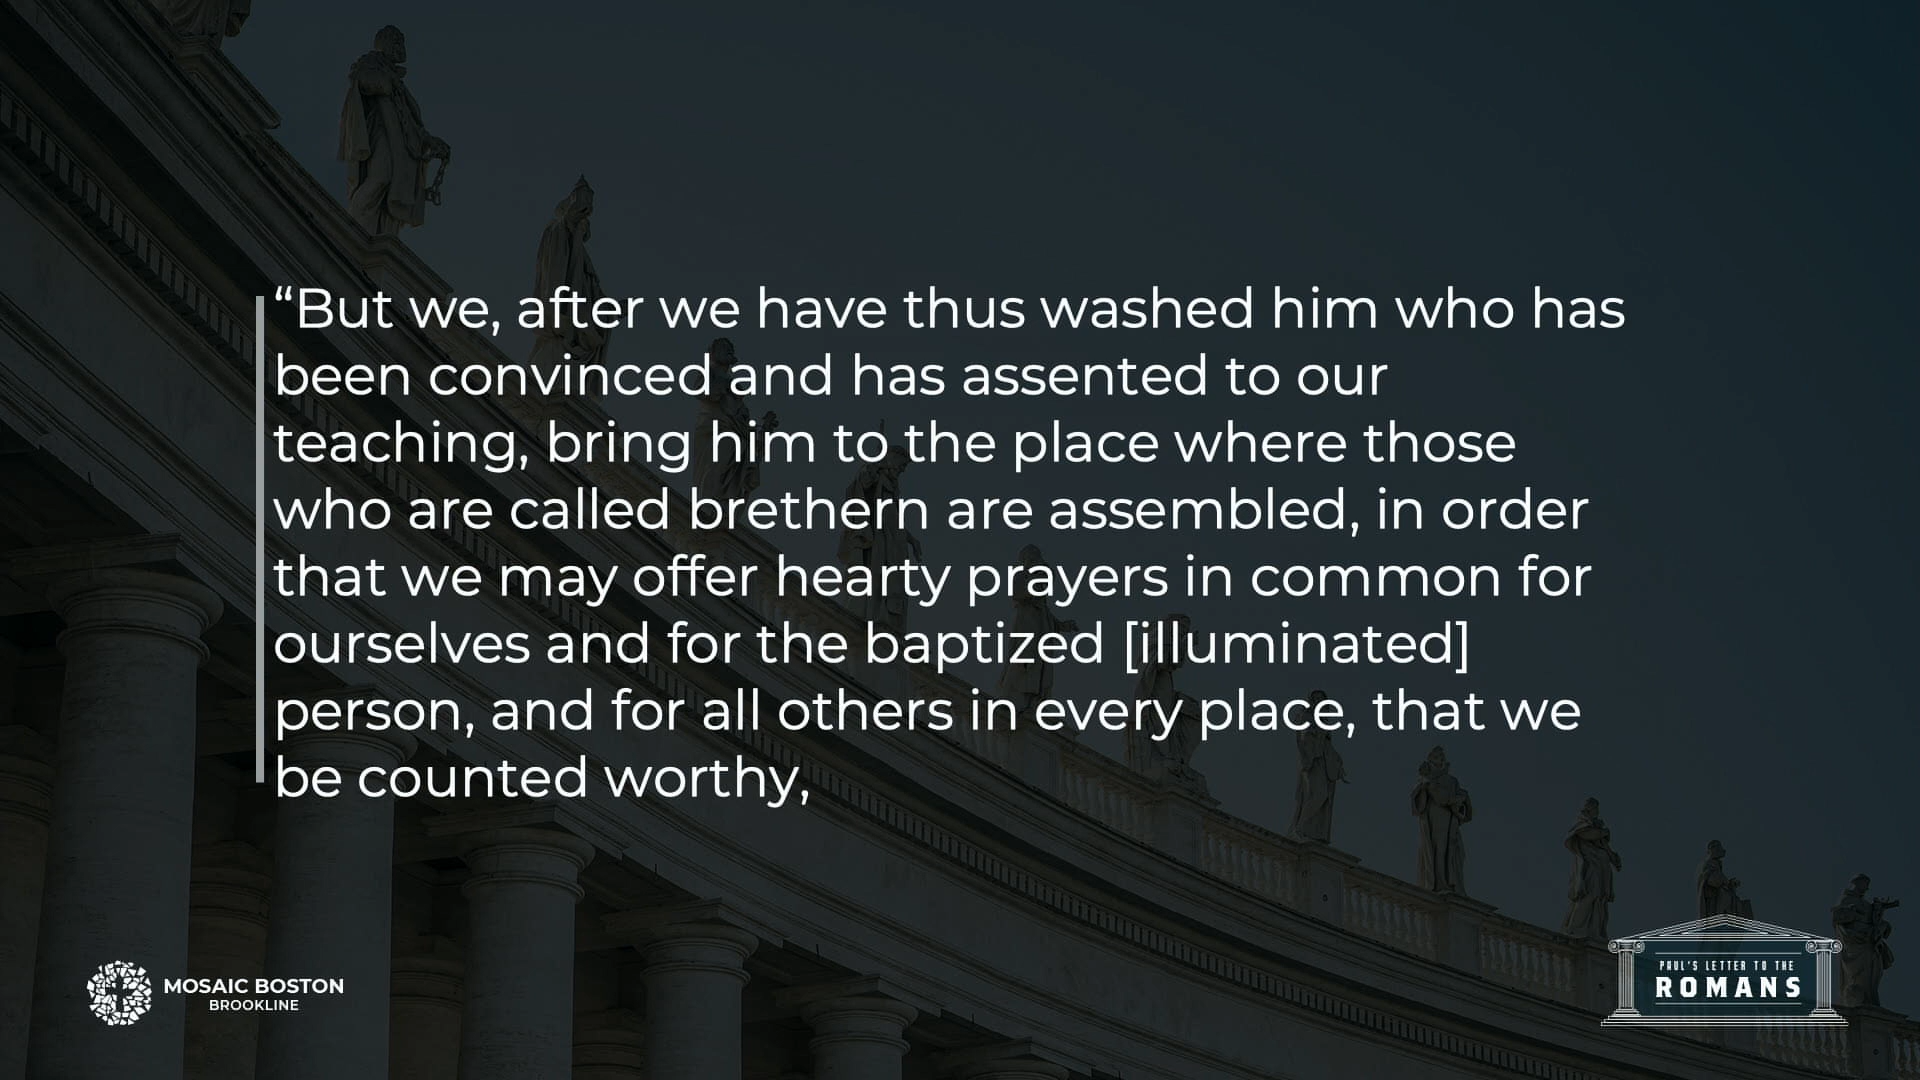 “But we, after we have thus washed him who has
been convinced and has assented to our
teaching, bring him to the place where those
who are called brethern are assembled, in order
that we may offer hearty prayers in common for
ourselves and for the baptized [illuminated]
person, and for all others in every place, that we
be counted worthy,
MOSAIC BOSTON
BROOKLINE
PAUL'S LETTER TO THE
ROMANS